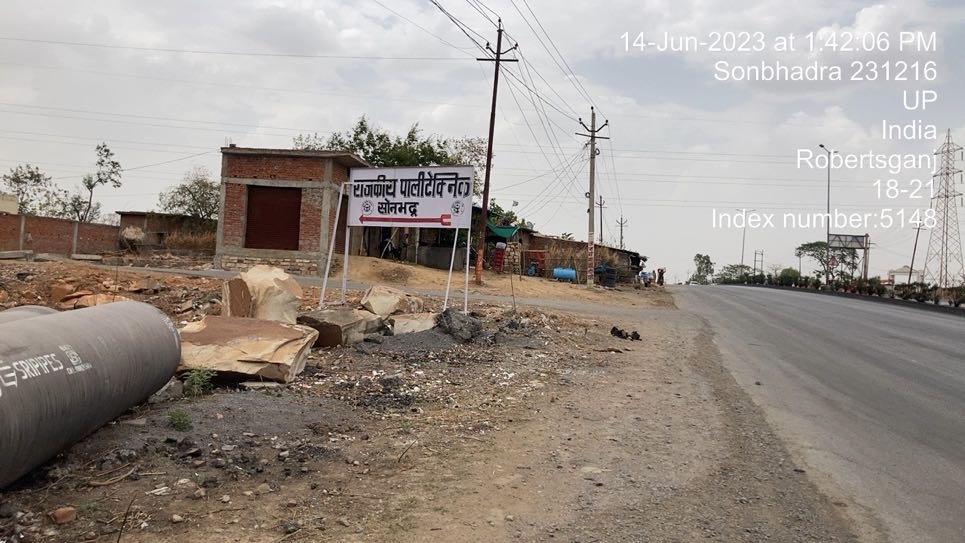 14-Jun-2023 at 1:42:06 PM
Sonbhadra 231216
UP
India
Robertsganj
18-21
Index number:5148
राजकीय पालीटेक्निक
सोनभद्र
SRIPIPES